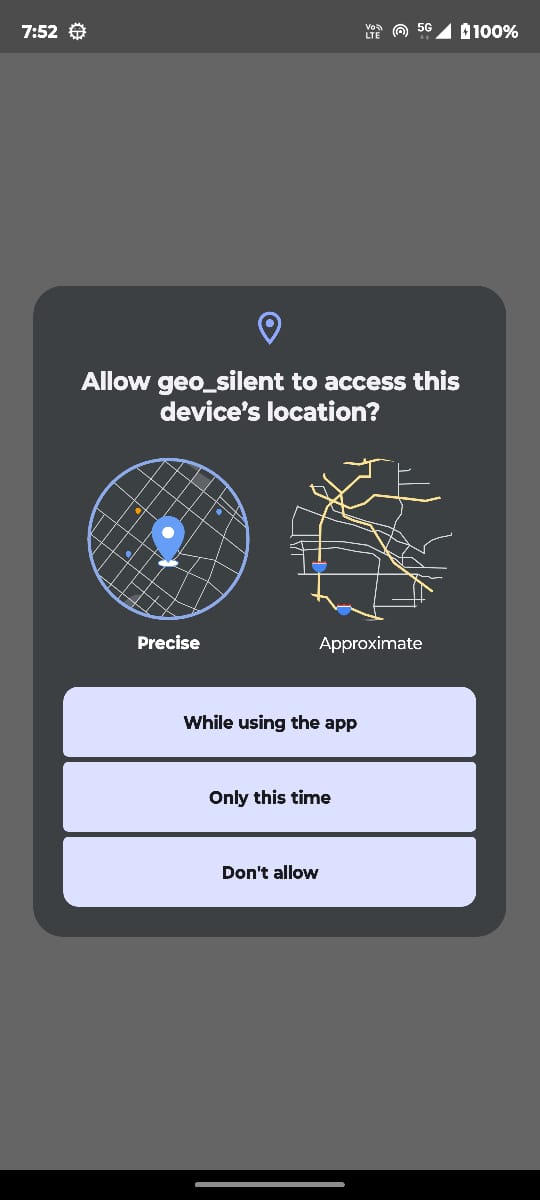 7:52
Vo LTE
5G
100%
Allow geo_silent to access this
device’s location?
Precise
Approximate
While using the app
Only this time
Don't allow